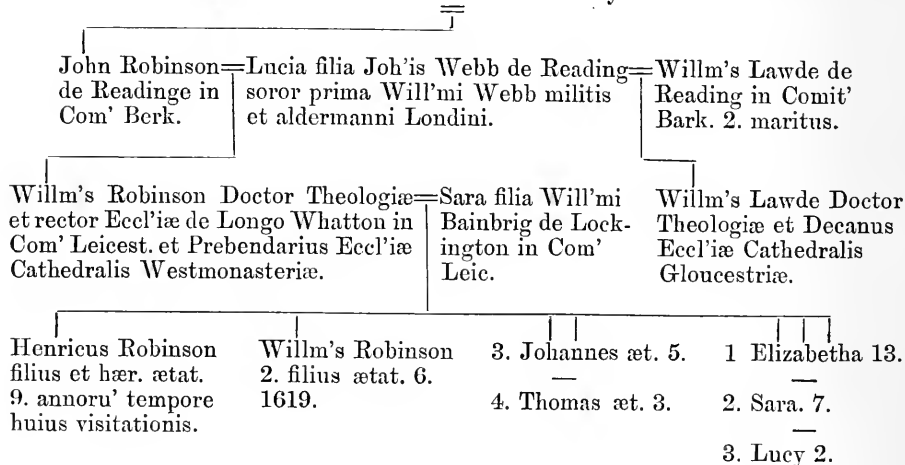 John Robinson=Lucia filia Joh'is Webb de Reading=Willm's Lawde de
de Readinge in soror prima Will'mi Webb militis Reading in Comit'
Com' Berk. et aldermanni Londini. Bark. 2. maritus.
Willm's Robinson Doctor Theologiæ=Sara filia Will'mi Willm's Lawde Doctor
et rector Eccl'iæ de Longo Whatton in Bainbrig de Lock- Theologiæ et Decanus
Com' Leicest. et Prebendarius Eccl'iæ ington in Com' Eccl'iæ Cathedralis
Cathedralis Westmonasteriæ. Leic. Gloucestriæ.
Henricus Robinson Willm's Robinson 3. Johannes æt. 5. 1 Elizabetha 13.
filius et hær. ætat. 2. filius ætat. 6.
9. annoru' tempore 1619. 4. Thomas æt. 3. 2. Sara. 7.
huius visitationis.
3. Lucy 2.